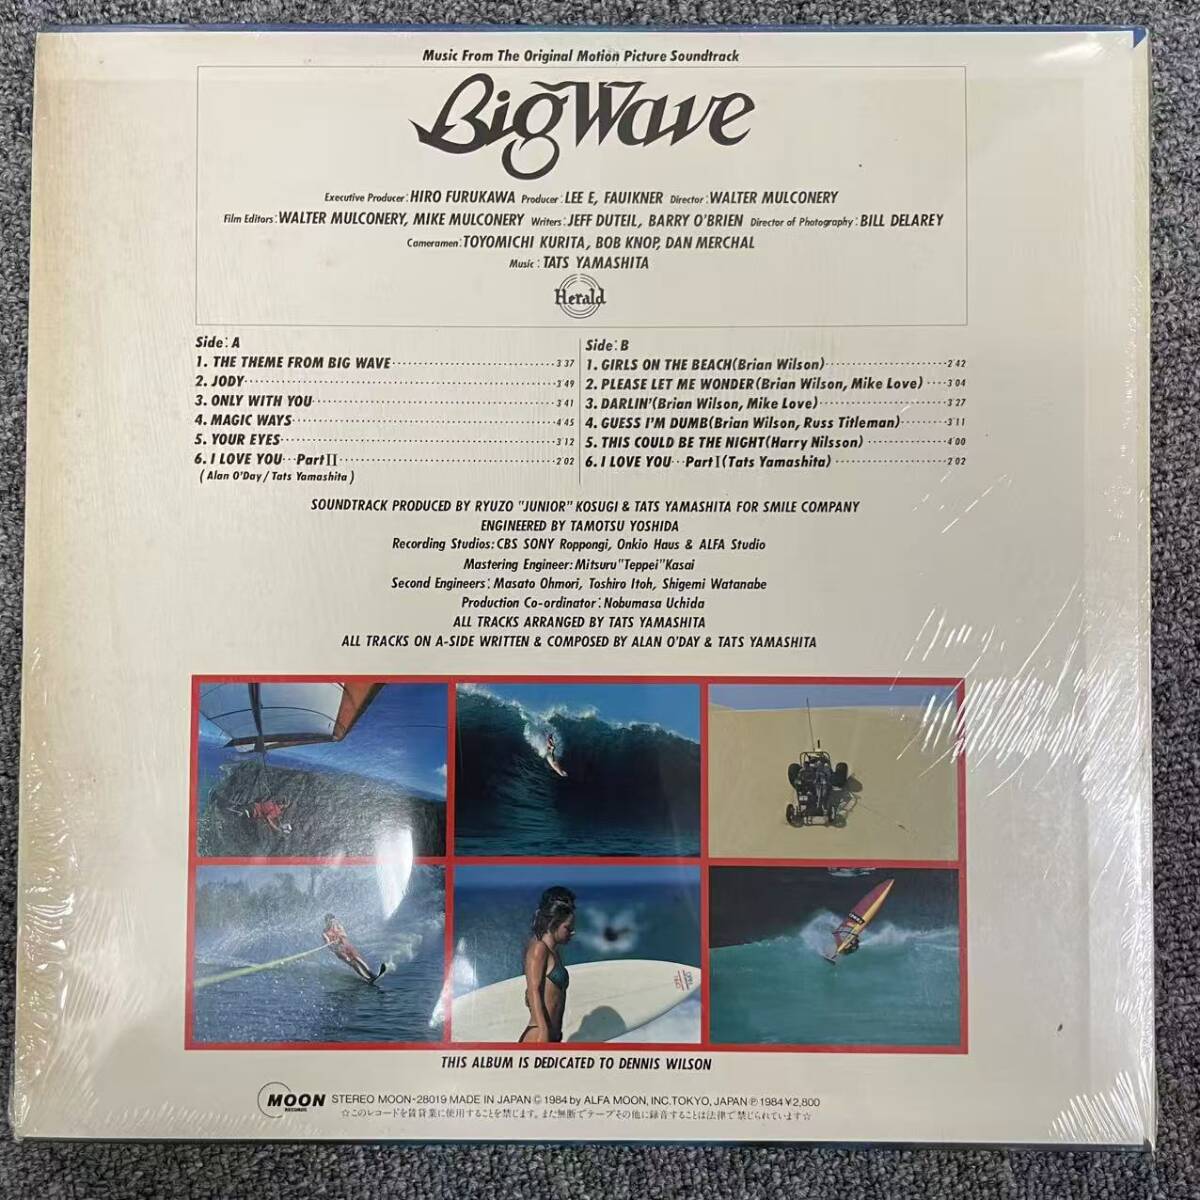 Music From The Original Motion Picture Soundtrack
Big Wave
Executive Producer: HIRO FURUKAWA Producer: LEE E, FAUIKNER Director: WALTER MULCONERY
Film Editors: WALTER MULCONERY, MIKE MULCONERY Writers: JEFF DUTEIL, BARRY O'BRIEN Director of Photography: BILL DELAREY
Cameramen: TOYOMICHI KURITA, BOB KNOP, DAN MERCHAL
Music: TATS YAMASHITA
Herald
Side: A
1. THE THEME FROM BIG WAVE 3'37
2. JODY 3'49
3. ONLY WITH YOU 3'41
4. MAGIC WAYS 4'45
5. YOUR EYES 3'12
6. I LOVE YOU…Part II 2'02
(Alan O'Day/Tats Yamashita)
Side: B
1. GIRLS ON THE BEACH(Brian Wilson) 2'42
2. PLEASE LET ME WONDER(Brian Wilson, Mike Love) 3'04
3. DARLIN'(Brian Wilson, Mike Love) 3'27
4. GUESS I'M DUMB(Brian Wilson, Russ Titleman) 3'11
5. THIS COULD BE THE NIGHT(Harry Nilsson) 4'00
6. I LOVE YOU…Part I(Tats Yamashita) 2'02
SOUNDTRACK PRODUCED BY RYUZO "JUNIOR" KOSUGI & TATS YAMASHITA FOR SMILE COMPANY
ENGINEERED BY TAMOTSU YOSHIDA
Recording Studios: CBS SONY Roppongi, Onkio Haus & ALFA Studio
Mastering Engineer: Mitsuru "Teppei" Kasai
Second Engineers: Masato Ohmori, Toshiro Itoh, Shigemi Watanabe
Production Co-ordinator: Nobumasa Uchida
ALL TRACKS ARRANGED BY TATS YAMASHITA
ALL TRACKS ON A-SIDE WRITTEN & COMPOSED BY ALAN O'DAY & TATS YAMASHITA
THIS ALBUM IS DEDICATED TO DENNIS WILSON
MOON RECORDS STEREO MOON-28019 MADE IN JAPAN © 1984 by ALFA MOON, INC. TOKYO, JAPAN ℗ 1984 ¥2,800
☆このレコードを賃貸業に使用することを禁じます。また無断でテープその他に録音することは法律で禁じられています☆